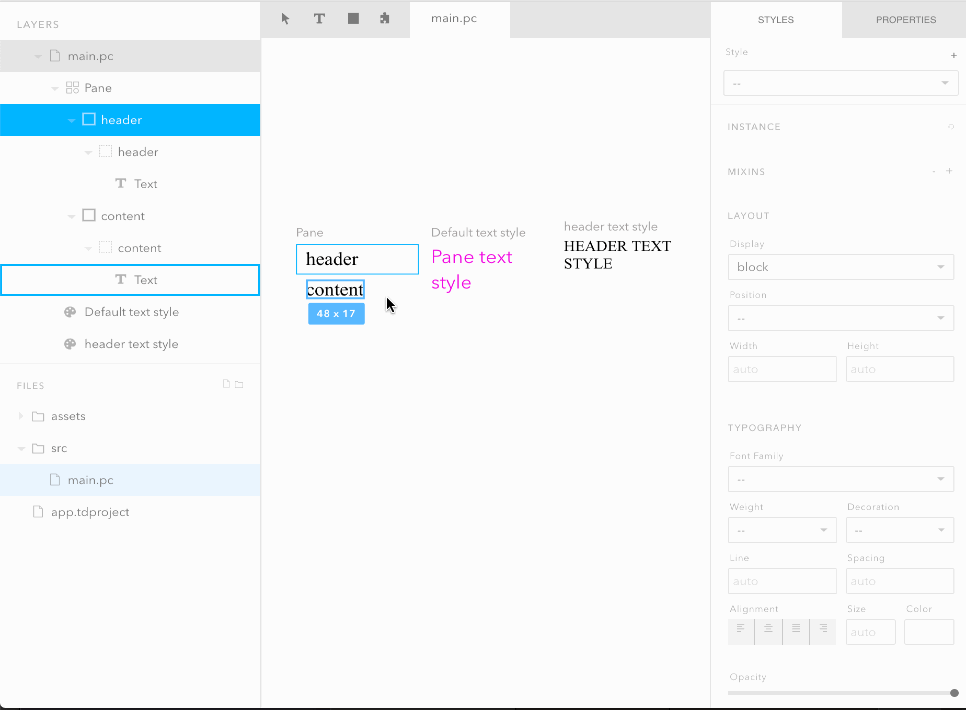 LAYERS
main.pc
Pane
header
header
Text
content
content
Text
Default text style
header text style
FILES
assets
src
main.pc
app.tdproject
T
main.pc
Pane
header
content
48 x 17
Default text style
Pane text
style
header text style
HEADER TEXT
STYLE
STYLES
PROPERTIES
Style
+
--
INSTANCE
MIXINS
- +
LAYOUT
Display
block
Position
--
Width
Height
auto
auto
TYPOGRAPHY
Font Family
--
Weight
Decoration
--
--
Line
Spacing
auto
auto
Alignment
Size
Color
auto
Opacity